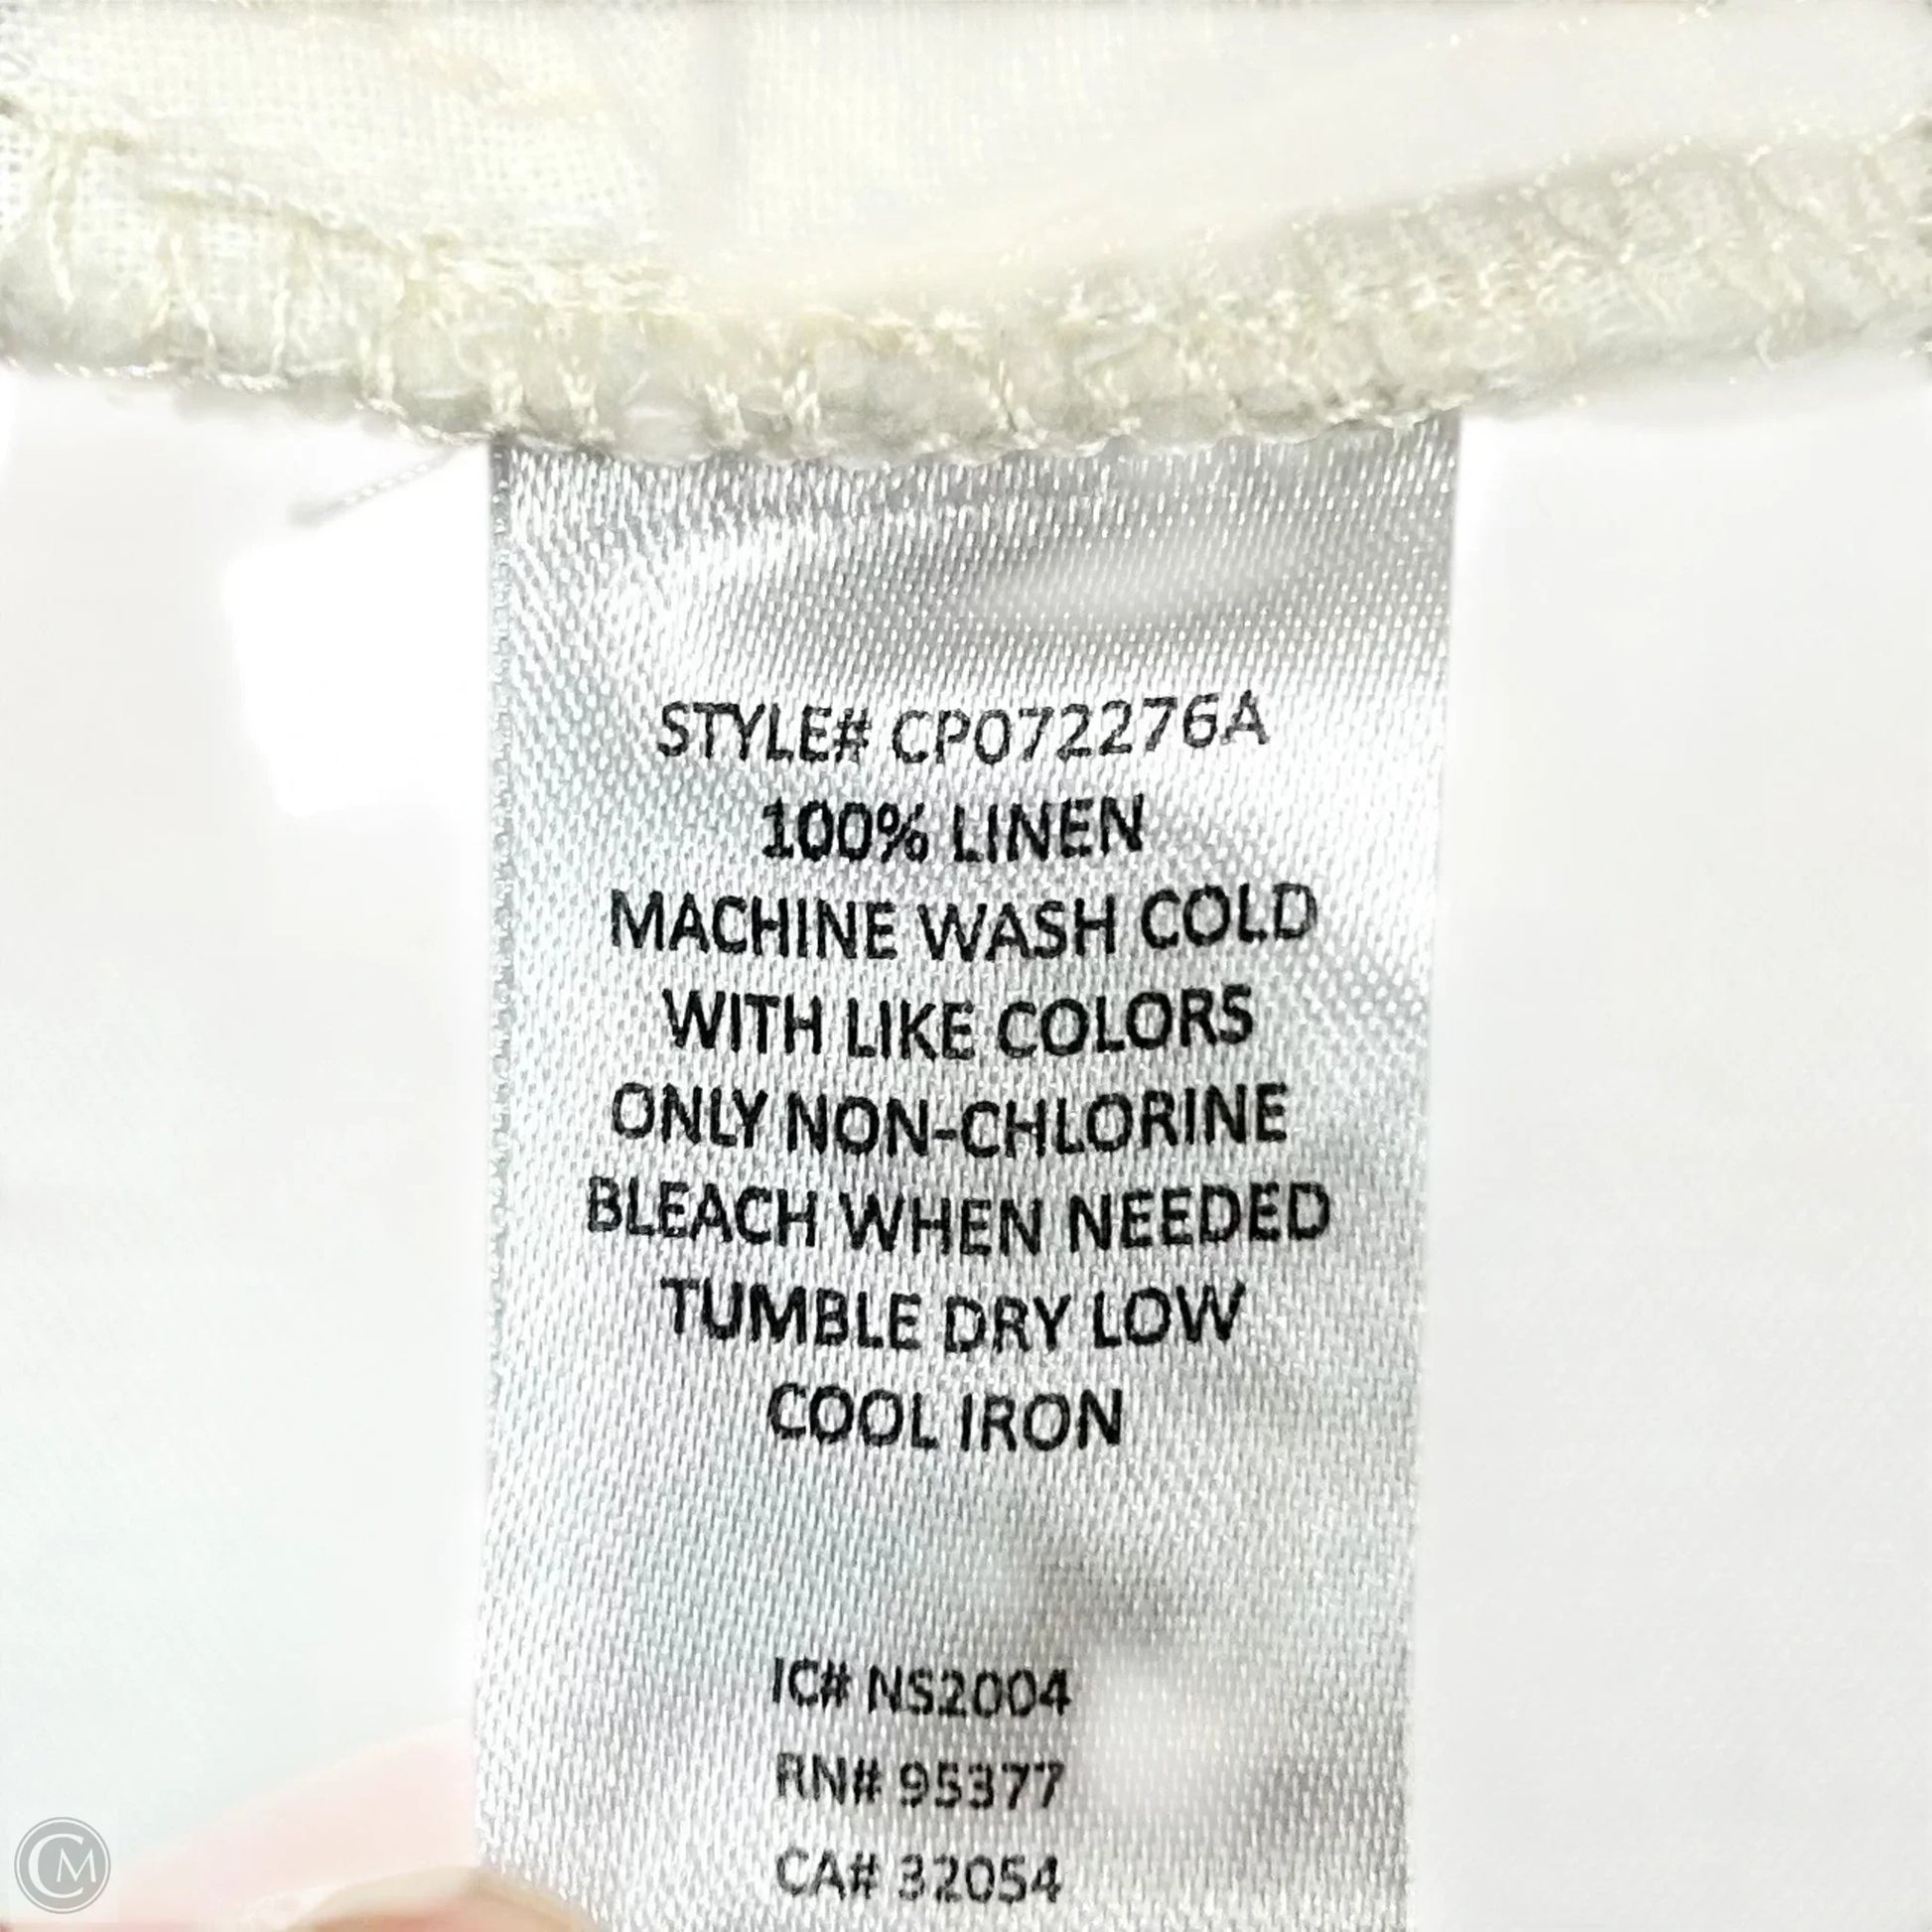 STYLE# CP072276A
100% LINEN
MACHINE WASH COLD
WITH LIKE COLORS
ONLY NON-CHLORINE
BLEACH WHEN NEEDED
TUMBLE DRY LOW
COOL IRON
IC# NS2004
RN# 95377
CA# 32054
CM